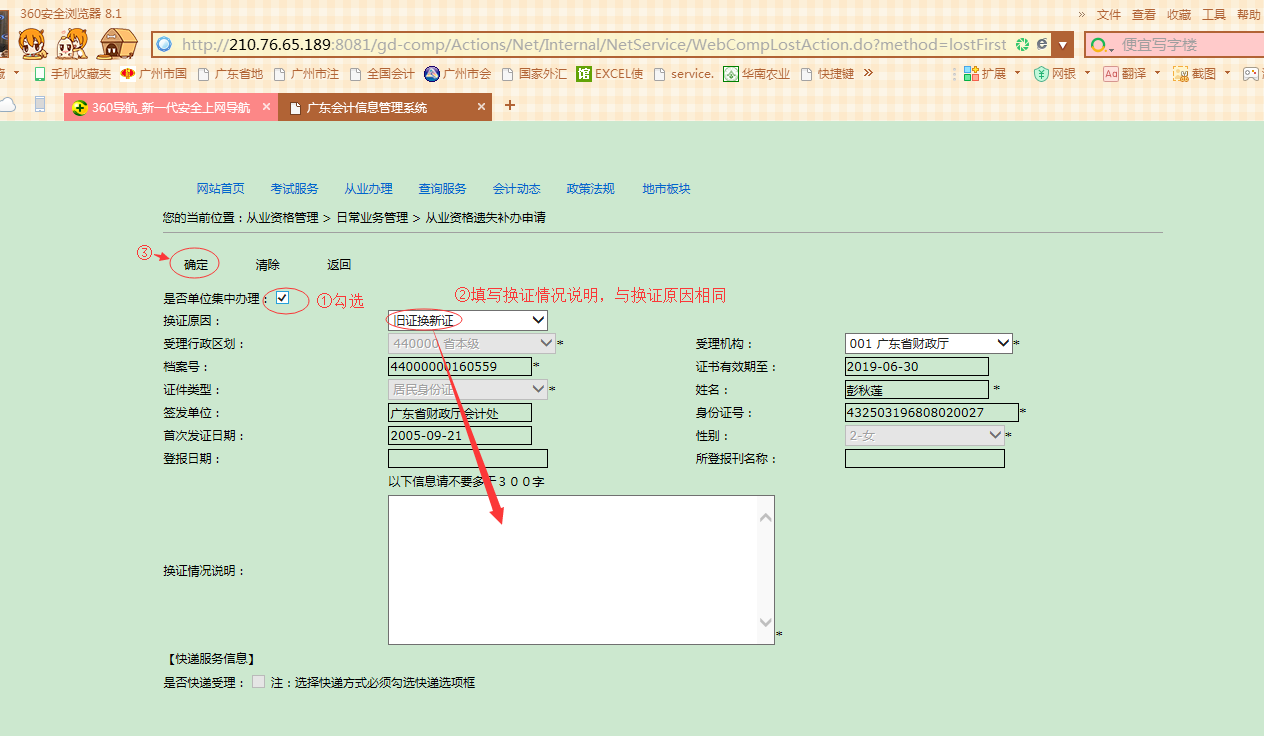 360安全浏览器 8.1
» 文件 查看 收藏 工具 帮助
http://210.76.65.189:8081/gd-comp/Actions/Net/Internal/NetService/WebCompLostAction.do?method=lostFirst
便宜写字楼
藏 手机收藏夹 广州市国 广东省地 广州市注 全国会计 广州市会 国家外汇 EXCEL使 service. 华南农业 快捷键 » 扩展 网银 翻译 截图
360导航_新一代安全上网导航 × 广东会计信息管理系统 × +
网站首页 考试服务 从业办理 查询服务 会计动态 政策法规 地市板块
您的当前位置：从业资格管理 > 日常业务管理 > 从业资格遗失补办申请
③ 确定 清除 返回
是否单位集中办理： ①勾选 ②填写换证情况说明，与换证原因相同
换证原因： 旧证换新证
受理行政区划： 440000 省本级 * 受理机构： 001 广东省财政厅 *
档案号： 44000000160559 * 证书有效期至： 2019-06-30
证件类型： 居民身份证 * 姓名： 彭秋莲 *
签发单位： 广东省财政厅会计处 身份证号： 432503196808020027 *
首次发证日期： 2005-09-21 性别： 2-女 *
登报日期： 所登报刊名称：
以下信息请不要多于３００字
换证情况说明： *
【快递服务信息】
是否快递受理： 注：选择快递方式必须勾选快递选项框